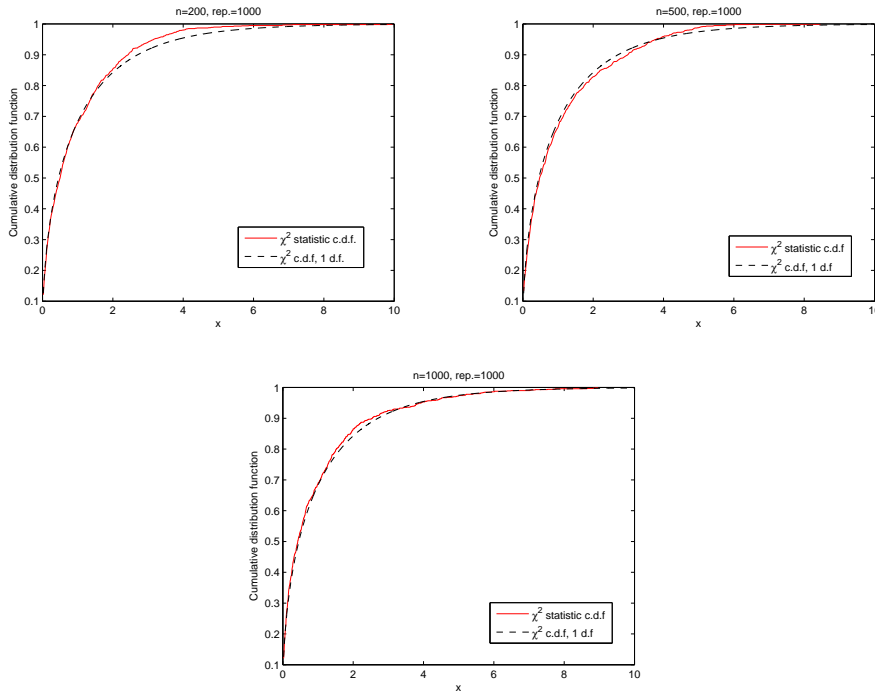 n=200, rep.=1000
Cumulative distribution function
1
0.9
0.8
0.7
0.6
0.5
0.4
0.3
0.2
0.1
0 2 4 6 8 10
x
χ² statistic c.d.f.
χ² c.d.f, 1 d.f.
n=500, rep.=1000
Cumulative distribution function
1
0.9
0.8
0.7
0.6
0.5
0.4
0.3
0.2
0.1
0 2 4 6 8 10
x
χ² statistic c.d.f
χ² c.d.f, 1 d.f
n=1000, rep.=1000
Cumulative distribution function
1
0.9
0.8
0.7
0.6
0.5
0.4
0.3
0.2
0.1
0 2 4 6 8 10
x
χ² statistic c.d.f
χ² c.d.f, 1 d.f